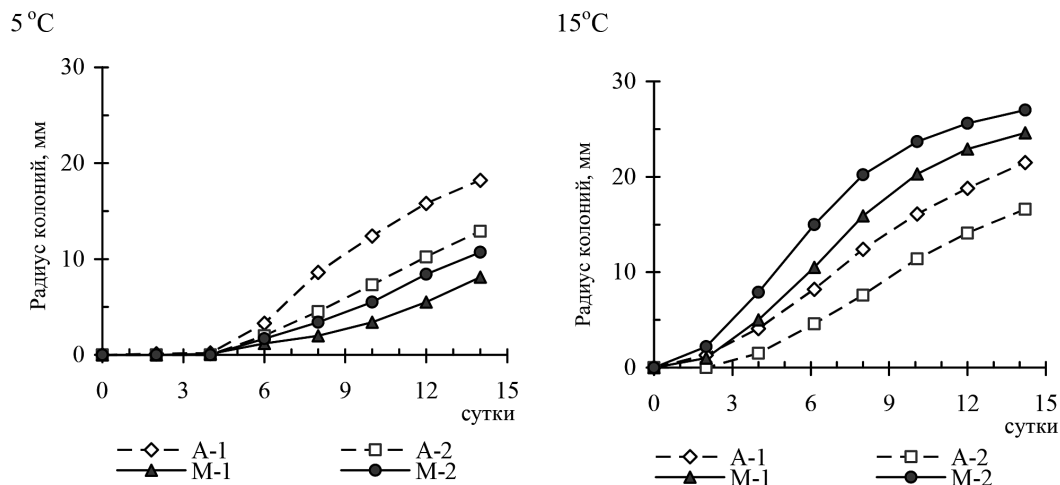 5 °C
30
20
10
0
Радиус колоний, мм
0 3 6 9 12 15
сутки
А-1 А-2
М-1 М-2
15°C
30
20
10
0
Радиус колоний, мм
0 3 6 9 12 15
сутки
А-1 А-2
М-1 М-2